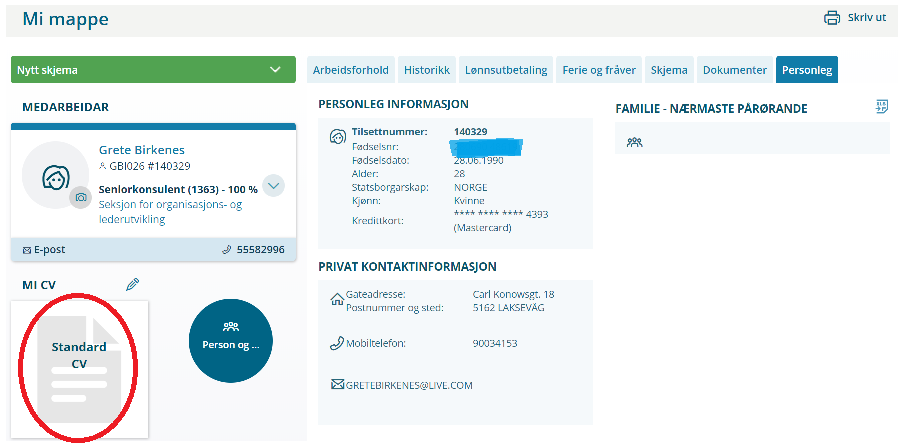 Mi mappe
Skriv ut
Nytt skjema
Arbeidsforhold
Historikk
Lønnsutbetaling
Ferie og fråver
Skjema
Dokumenter
Personleg
MEDARBEIDAR
Grete Birkenes
GBI026 #140329
Seniorkonsulent (1363) - 100 %
Seksjon for organisasjons- og
lederutvikling
E-post
55582996
MI CV
Standard
CV
Person og ...
PERSONLEG INFORMASJON
Tilsettnummer: 140329
Fødselsnr:
Fødselsdato: 28.06.1990
Alder: 28
Statsborgarskap: NORGE
Kjønn: Kvinne
Kredittkort: **** **** **** 4393
(Mastercard)
PRIVAT KONTAKTINFORMASJON
Gateadresse: Carl Konowsgt. 18
Postnummer og sted: 5162 LAKSEVÅG
Mobiltelefon: 90034153
GRETEBIRKENES@LIVE.COM
FAMILIE - NÆRMASTE PÅRØRANDE